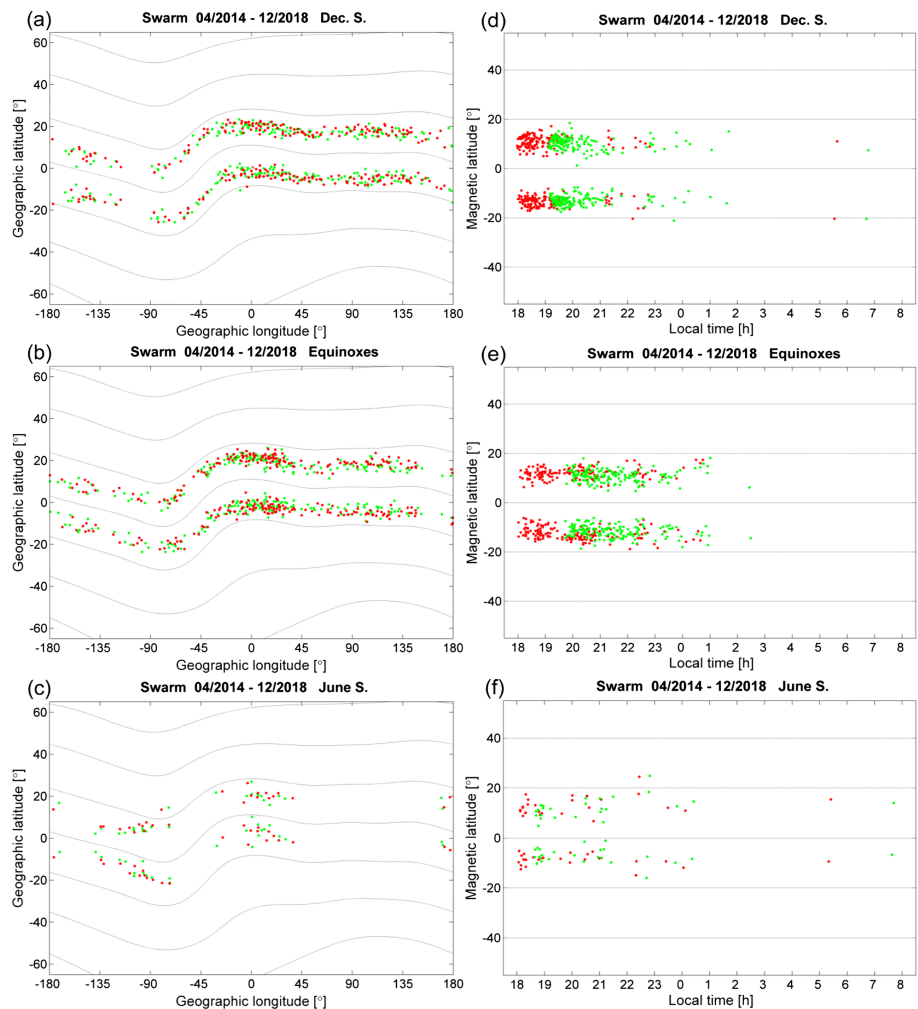 (a) Swarm 04/2014 - 12/2018 Dec. S.
Geographic latitude [°]
60
40
20
0
-20
-40
-60
-180 -135 -90 -45 0 45 90 135 180
Geographic longitude [°]
(d) Swarm 04/2014 - 12/2018 Dec. S.
Magnetic latitude [°]
40
20
0
-20
-40
18 19 20 21 22 23 0 1 2 3 4 5 6 7 8
Local time [h]
(b) Swarm 04/2014 - 12/2018 Equinoxes
Geographic latitude [°]
60
40
20
0
-20
-40
-60
-180 -135 -90 -45 0 45 90 135 180
Geographic longitude [°]
(e) Swarm 04/2014 - 12/2018 Equinoxes
Magnetic latitude [°]
40
20
0
-20
-40
18 19 20 21 22 23 0 1 2 3 4 5 6 7 8
Local time [h]
(c) Swarm 04/2014 - 12/2018 June S.
Geographic latitude [°]
60
40
20
0
-20
-40
-60
-180 -135 -90 -45 0 45 90 135 180
Geographic longitude [°]
(f) Swarm 04/2014 - 12/2018 June S.
Magnetic latitude [°]
40
20
0
-20
-40
18 19 20 21 22 23 0 1 2 3 4 5 6 7 8
Local time [h]